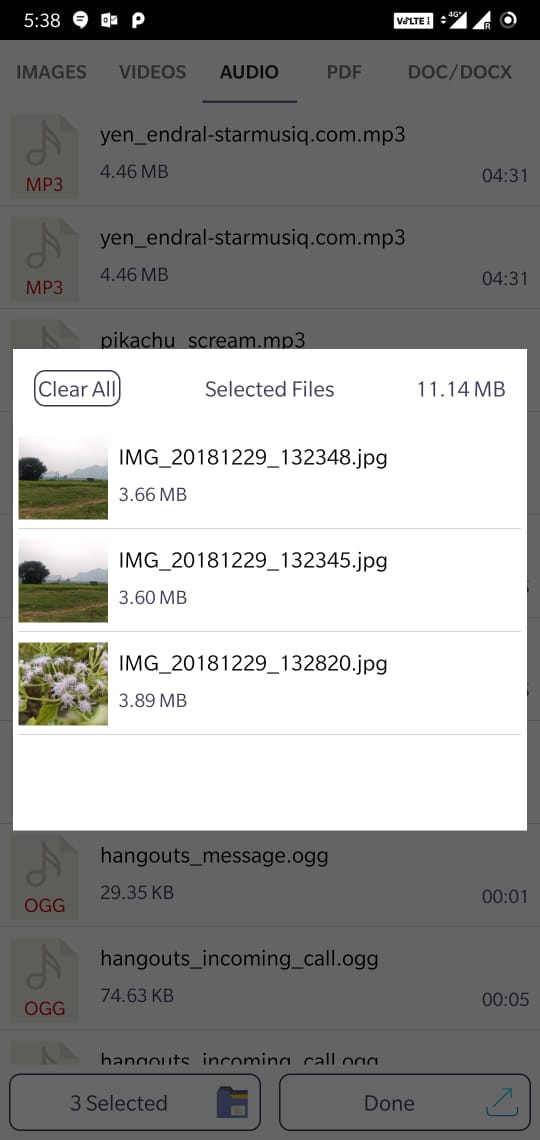 5:38
VoLTE 4G+ R
IMAGES VIDEOS AUDIO PDF DOC/DOCX
yen_endral-starmusiq.com.mp3
MP3 4.46 MB 04:31
yen_endral-starmusiq.com.mp3
MP3 4.46 MB 04:31
pikachu_scream.mp3
Clear All Selected Files 11.14 MB
IMG_20181229_132348.jpg
3.66 MB
IMG_20181229_132345.jpg
3.60 MB
IMG_20181229_132820.jpg
3.89 MB
hangouts_message.ogg
OGG 29.35 KB 00:01
hangouts_incoming_call.ogg
OGG 74.63 KB 00:05
hangouts_incoming_call.ogg
3 Selected Done